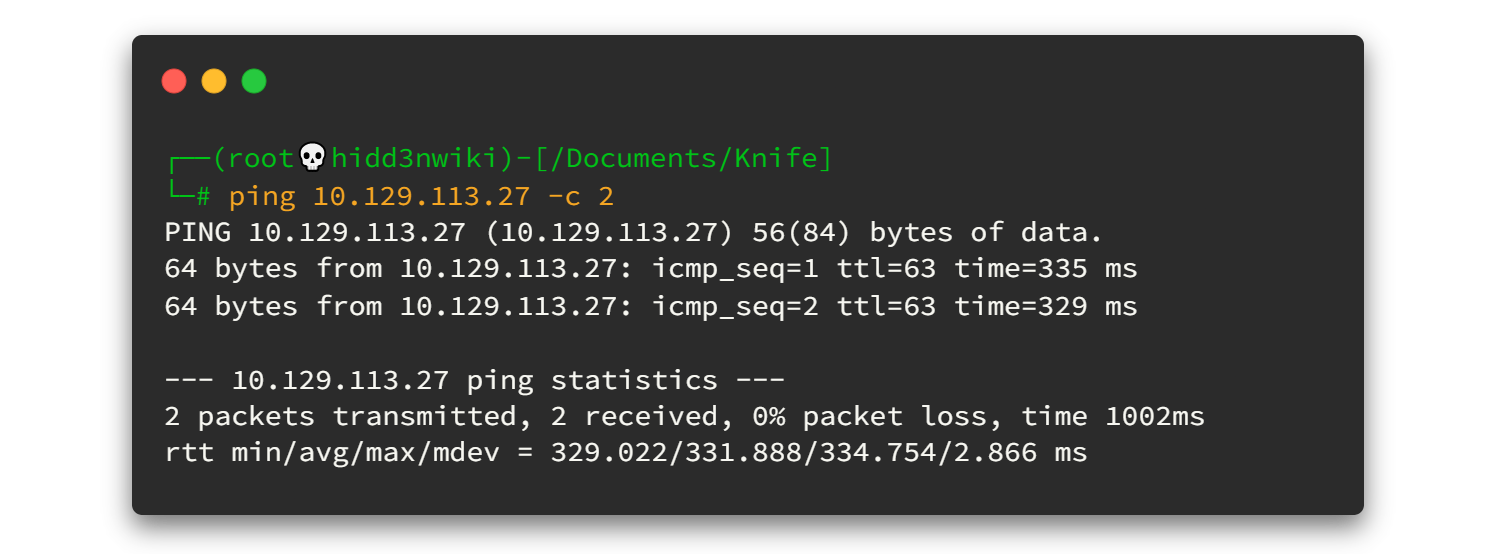 ┌──(root💀hidd3nwiki)-[/Documents/Knife]
└─# ping 10.129.113.27 -c 2
PING 10.129.113.27 (10.129.113.27) 56(84) bytes of data.
64 bytes from 10.129.113.27: icmp_seq=1 ttl=63 time=335 ms
64 bytes from 10.129.113.27: icmp_seq=2 ttl=63 time=329 ms
--- 10.129.113.27 ping statistics ---
2 packets transmitted, 2 received, 0% packet loss, time 1002ms
rtt min/avg/max/mdev = 329.022/331.888/334.754/2.866 ms